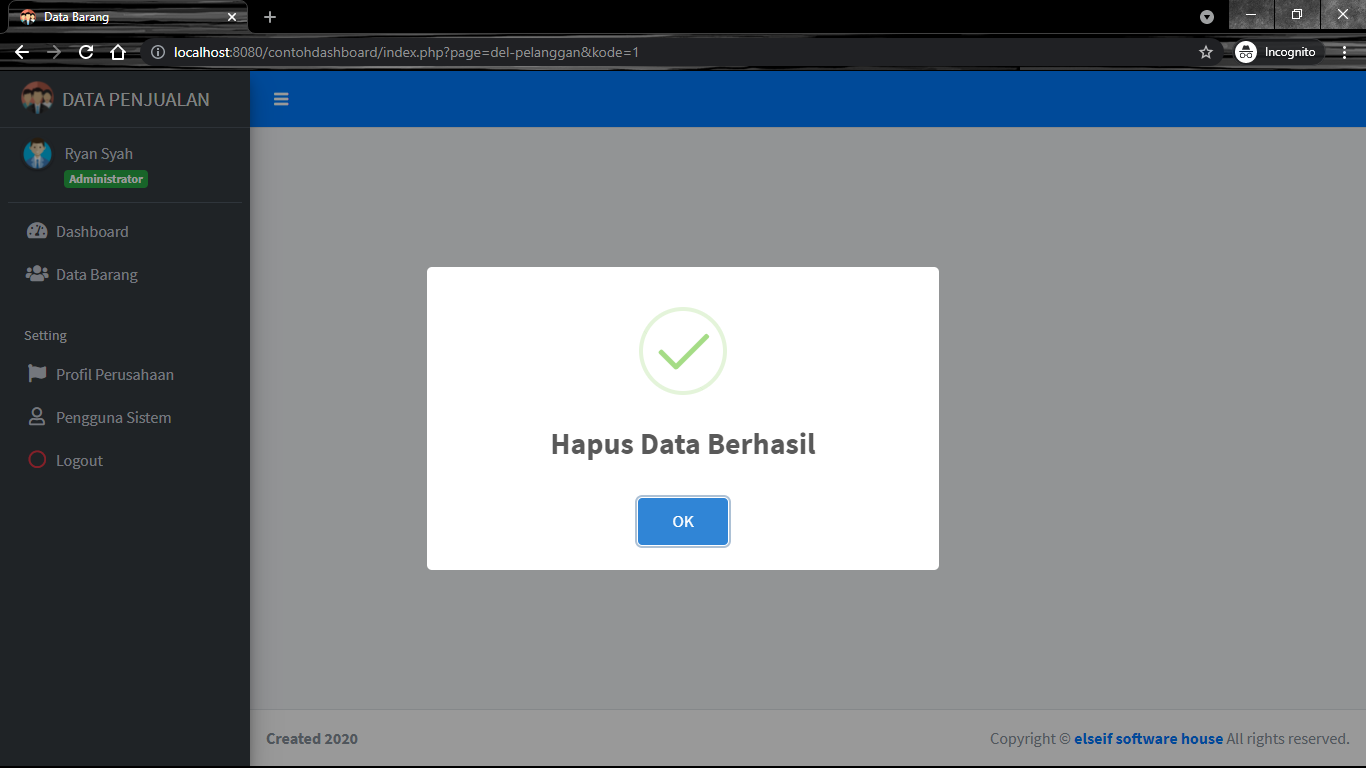 Data Barang
localhost:8080/contohdashboard/index.php?page=del-pelanggan&kode=1
Incognito
DATA PENJUALAN
Ryan Syah
Administrator
Dashboard
Data Barang
Setting
Profil Perusahaan
Pengguna Sistem
Logout
Hapus Data Berhasil
OK
Created 2020
Copyright © elseif software house All rights reserved.